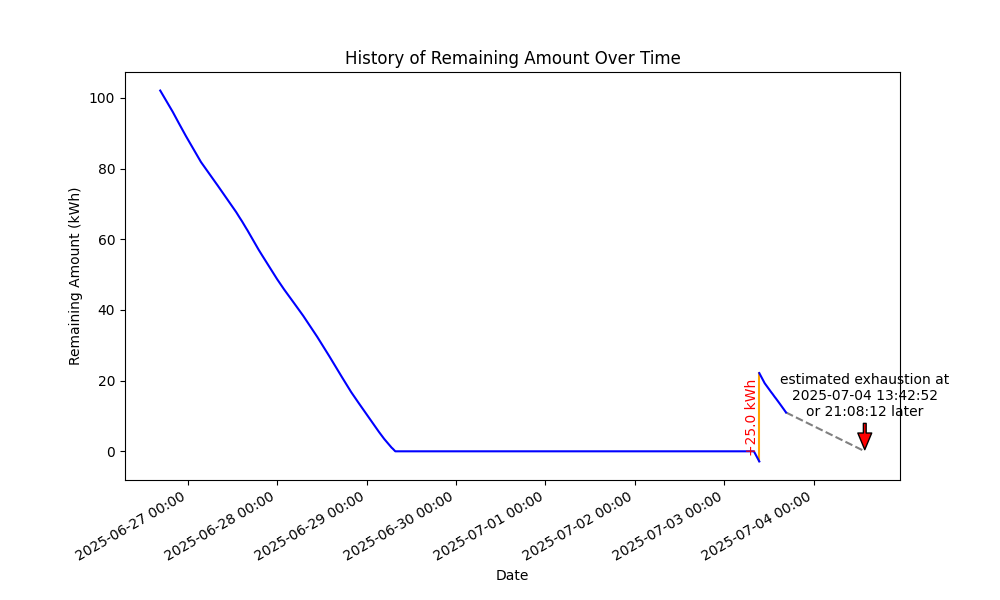 History of Remaining Amount Over Time
Remaining Amount (kWh)
100
80
60
40
20
0
+25.0 kWh
estimated exhaustion at
2025-07-04 13:42:52
or 21:08:12 later
2025-06-27 00:00
2025-06-28 00:00
2025-06-29 00:00
2025-06-30 00:00
2025-07-01 00:00
2025-07-02 00:00
2025-07-03 00:00
2025-07-04 00:00
Date